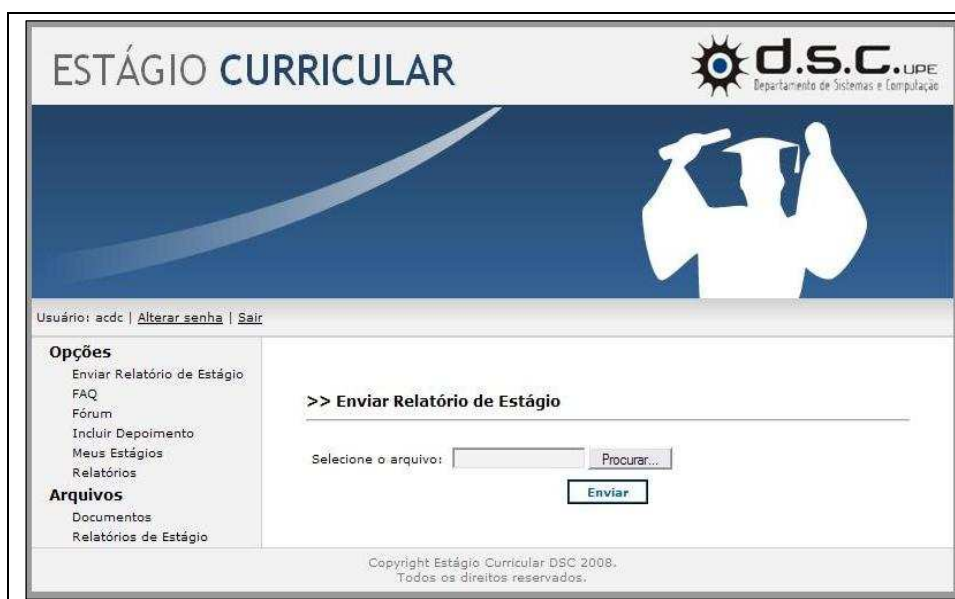 ESTÁGIO CURRICULAR
d.s.c. UPE
Departamento de Sistemas e Computação
Usuário: acdc | Alterar senha | Sair
Opções
Enviar Relatório de Estágio
FAQ
Fórum
Incluir Depoimento
Meus Estágios
Relatórios
Arquivos
Documentos
Relatórios de Estágio
>> Enviar Relatório de Estágio
Selecione o arquivo: Procurar...
Enviar
Copyright Estágio Curricular DSC 2008.
Todos os direitos reservados.